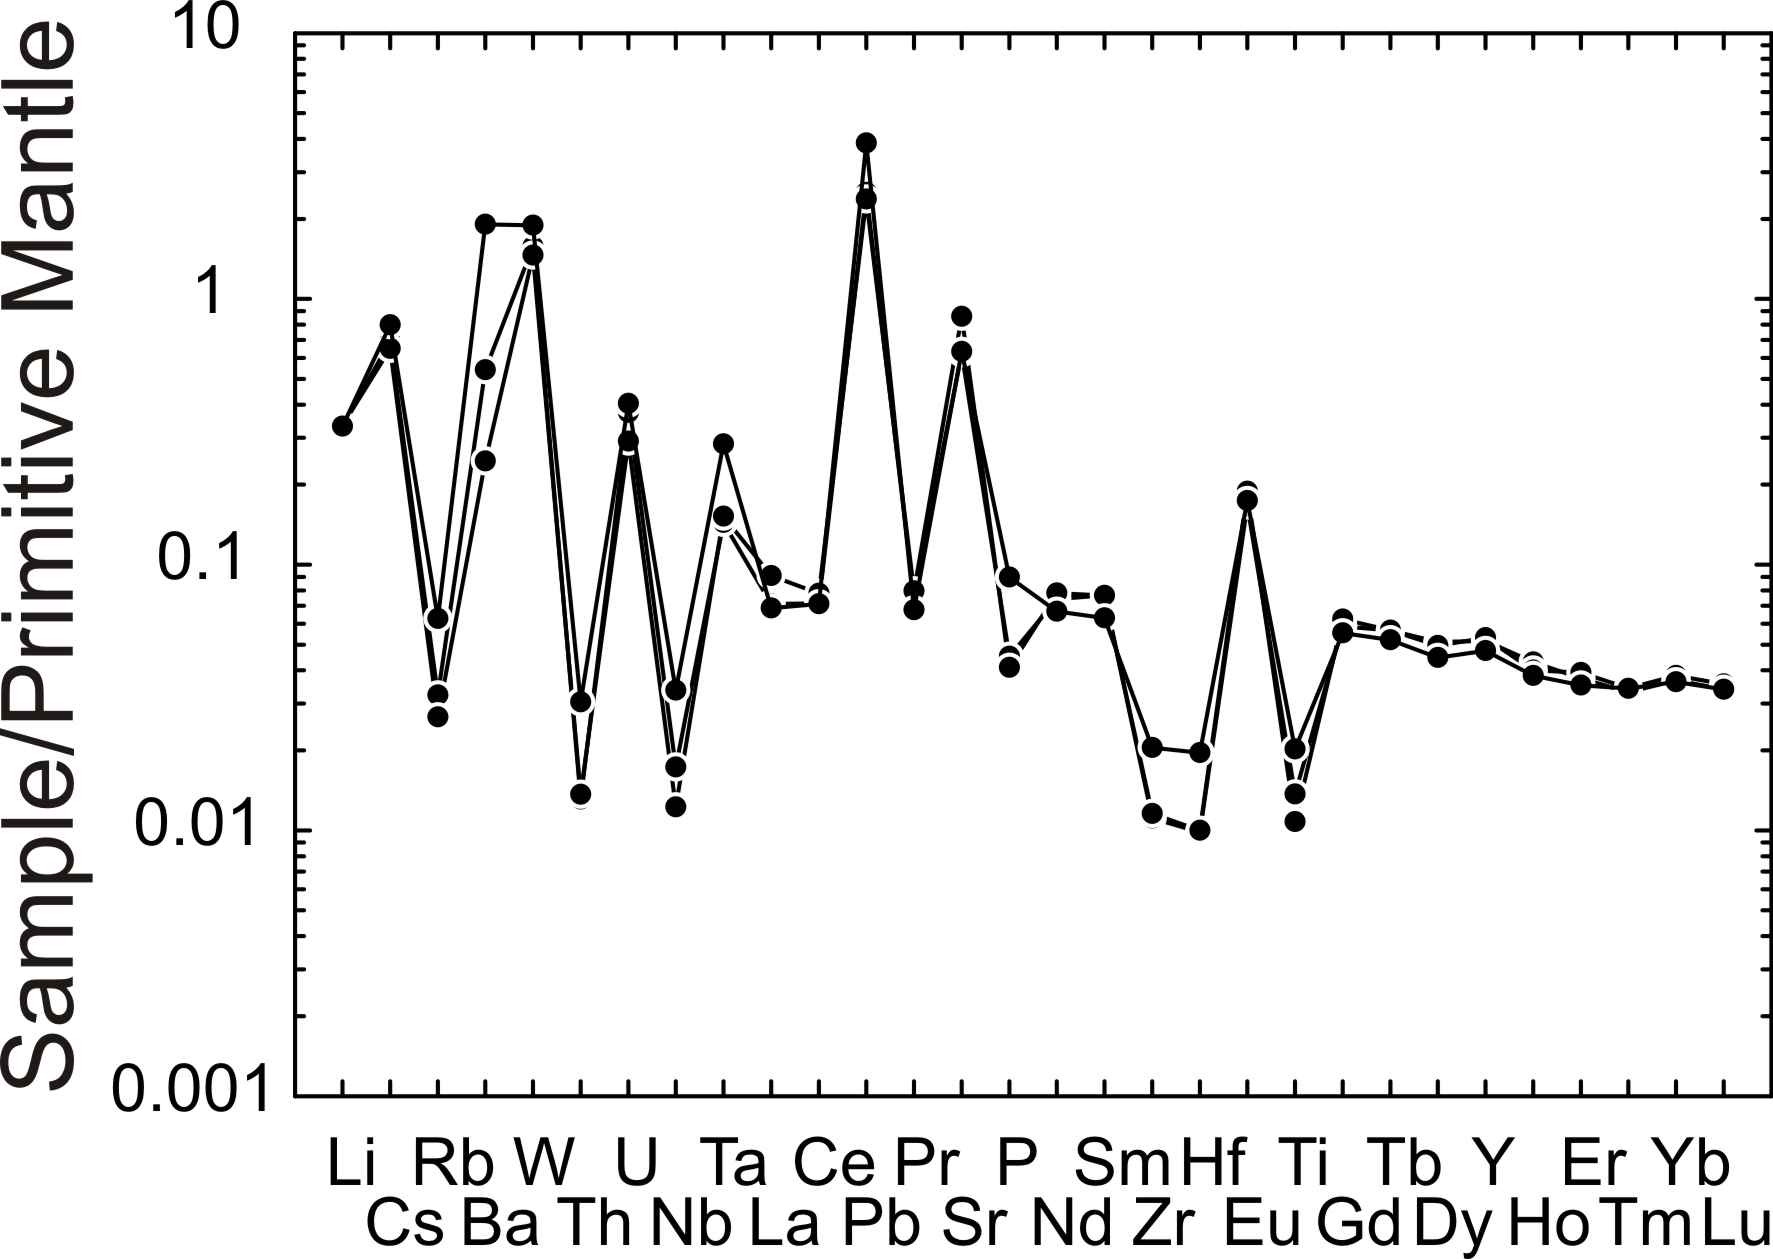 Sample/Primitive Mantle
10
1
0.1
0.01
0.001
Li Rb W U Ta Ce Pr P Sm Hf Ti Tb Y Er Yb
Cs Ba Th Nb La Pb Sr Nd Zr Eu Gd Dy Ho Tm Lu